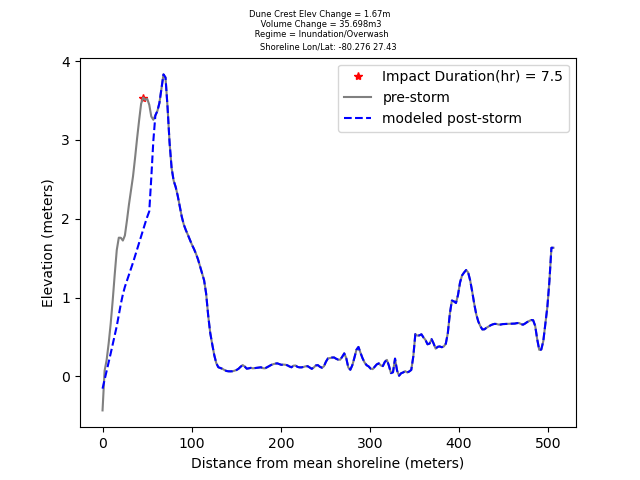 Dune Crest Elev Change = 1.67m
Volume Change = 35.698m3
Regime = Inundation/Overwash
Shoreline Lon/Lat: -80.276 27.43
Impact Duration(hr) = 7.5
pre-storm
modeled post-storm
Elevation (meters)
4
3
2
1
0
0 100 200 300 400 500
Distance from mean shoreline (meters)